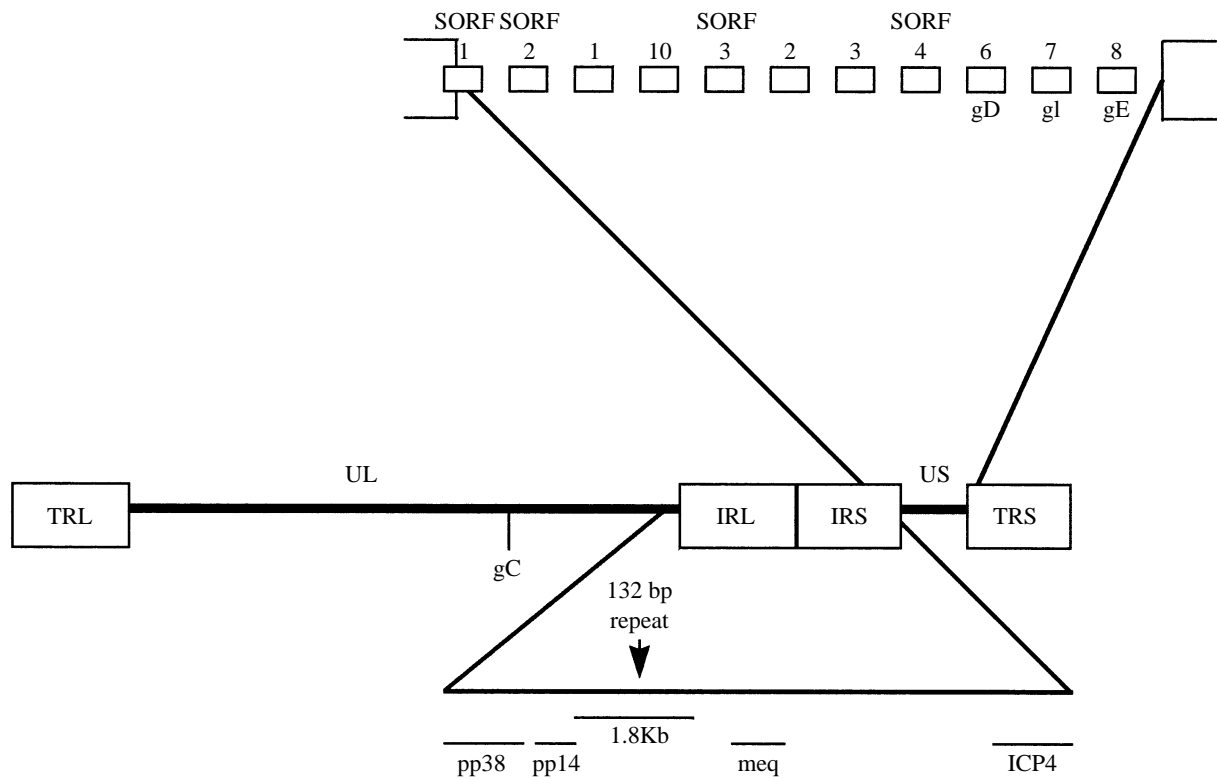 SORF SORF SORF SORF
1 2 1 10 3 2 3 4 6 7 8
gD gI gE
UL US
TRL IRL IRS TRS
gC
132 bp
repeat
1.8Kb
pp38 pp14 meq ICP4